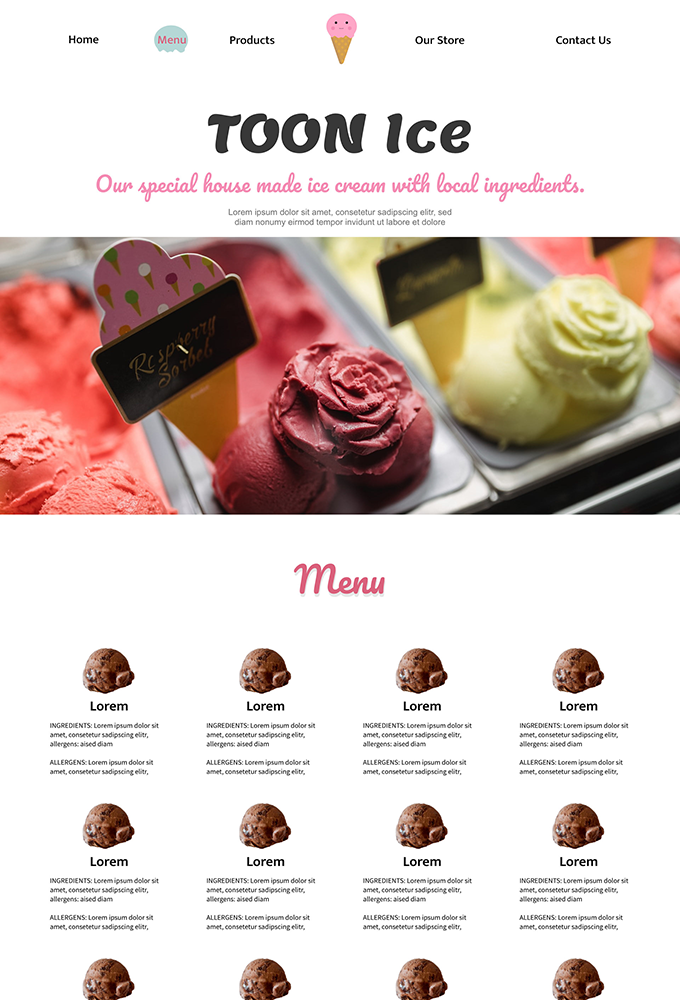 Home
Menu
Products
Our Store
Contact Us
TOON Ice
Our special house made ice cream with local ingredients.
Lorem ipsum dolor sit amet, consetetur sadipscing elitr, sed
diam nonumy eirmod tempor invidunt ut labore et dolore
Raspberry
Sorbet
Menu
Lorem
INGREDIENTS: Lorem ipsum dolor sit
amet, consetetur sadipscing elitr,
allergens: aised diam
ALLERGENS: Lorem ipsum dolor sit
amet, consetetur sadipscing elitr,
Lorem
INGREDIENTS: Lorem ipsum dolor sit
amet, consetetur sadipscing elitr,
allergens: aised diam
ALLERGENS: Lorem ipsum dolor sit
amet, consetetur sadipscing elitr,
Lorem
INGREDIENTS: Lorem ipsum dolor sit
amet, consetetur sadipscing elitr,
allergens: aised diam
ALLERGENS: Lorem ipsum dolor sit
amet, consetetur sadipscing elitr,
Lorem
INGREDIENTS: Lorem ipsum dolor sit
amet, consetetur sadipscing elitr,
allergens: aised diam
ALLERGENS: Lorem ipsum dolor sit
amet, consetetur sadipscing elitr,
Lorem
INGREDIENTS: Lorem ipsum dolor sit
amet, consetetur sadipscing elitr,
allergens: aised diam
ALLERGENS: Lorem ipsum dolor sit
amet, consetetur sadipscing elitr,
Lorem
INGREDIENTS: Lorem ipsum dolor sit
amet, consetetur sadipscing elitr,
allergens: aised diam
ALLERGENS: Lorem ipsum dolor sit
amet, consetetur sadipscing elitr,
Lorem
INGREDIENTS: Lorem ipsum dolor sit
amet, consetetur sadipscing elitr,
allergens: aised diam
ALLERGENS: Lorem ipsum dolor sit
amet, consetetur sadipscing elitr,
Lorem
INGREDIENTS: Lorem ipsum dolor sit
amet, consetetur sadipscing elitr,
allergens: aised diam
ALLERGENS: Lorem ipsum dolor sit
amet, consetetur sadipscing elitr,